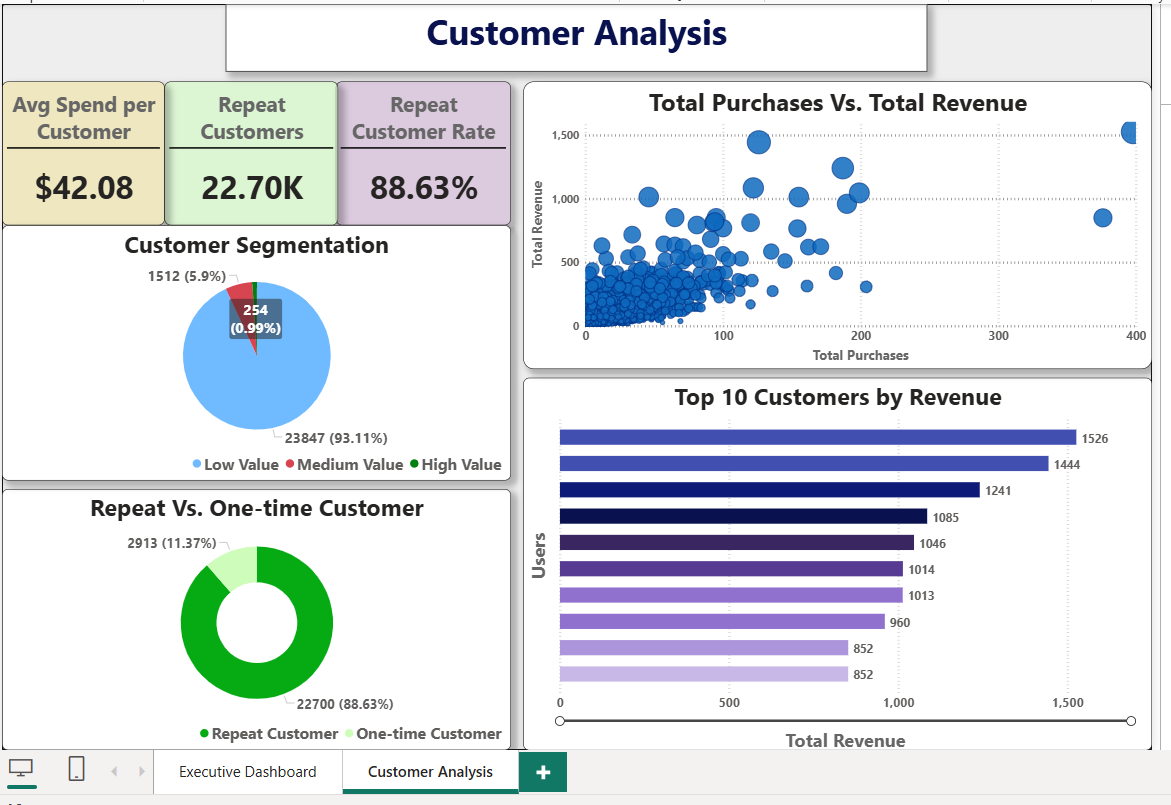 Customer Analysis
Avg Spend per
Customer
$42.08
Repeat
Customers
22.70K
Repeat
Customer Rate
88.63%
Customer Segmentation
1512 (5.9%)
254
(0.99%)
23847 (93.11%)
Low Value Medium Value High Value
Repeat Vs. One-time Customer
2913 (11.37%)
22700 (88.63%)
Repeat Customer One-time Customer
Total Purchases Vs. Total Revenue
Total Revenue
1,500
1,000
500
0
0 100 200 300 400
Total Purchases
Top 10 Customers by Revenue
Users
1526
1444
1241
1085
1046
1014
1013
960
852
852
0 500 1,000 1,500
Total Revenue
Executive Dashboard
Customer Analysis
+